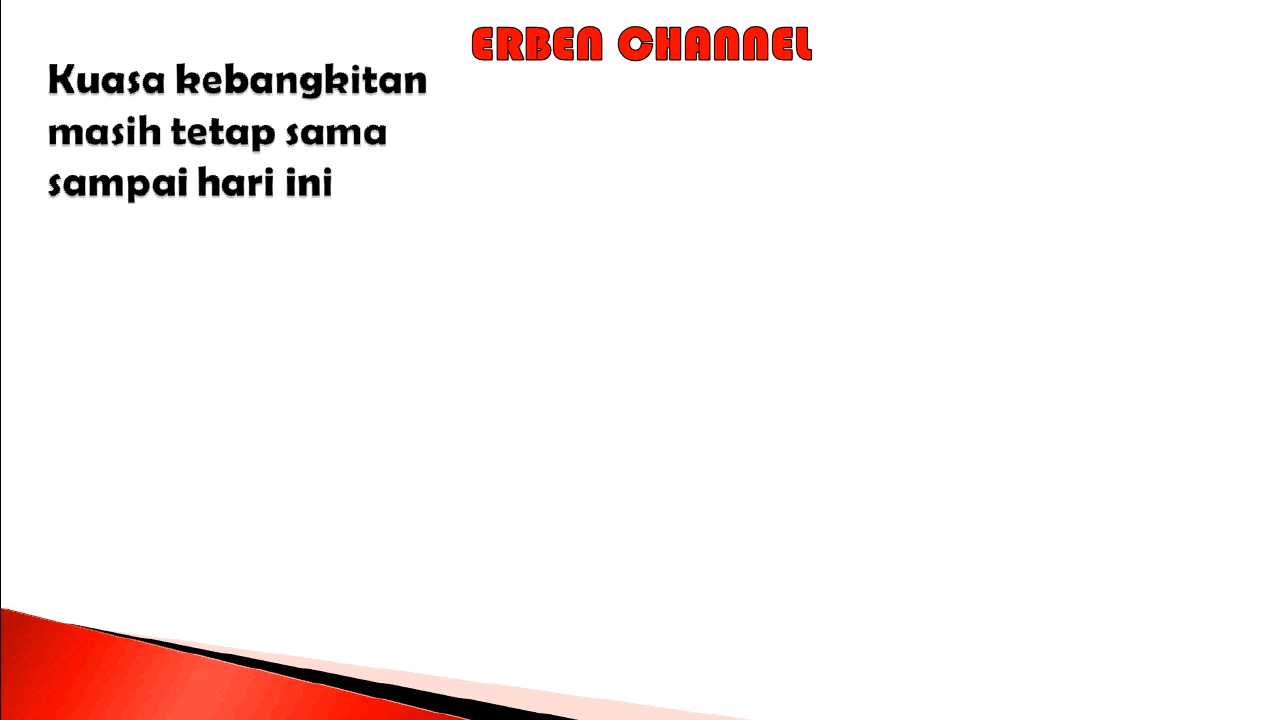 ERBEN CHANNEL
Kuasa kebangkitan
masih tetap sama
sampai hari ini